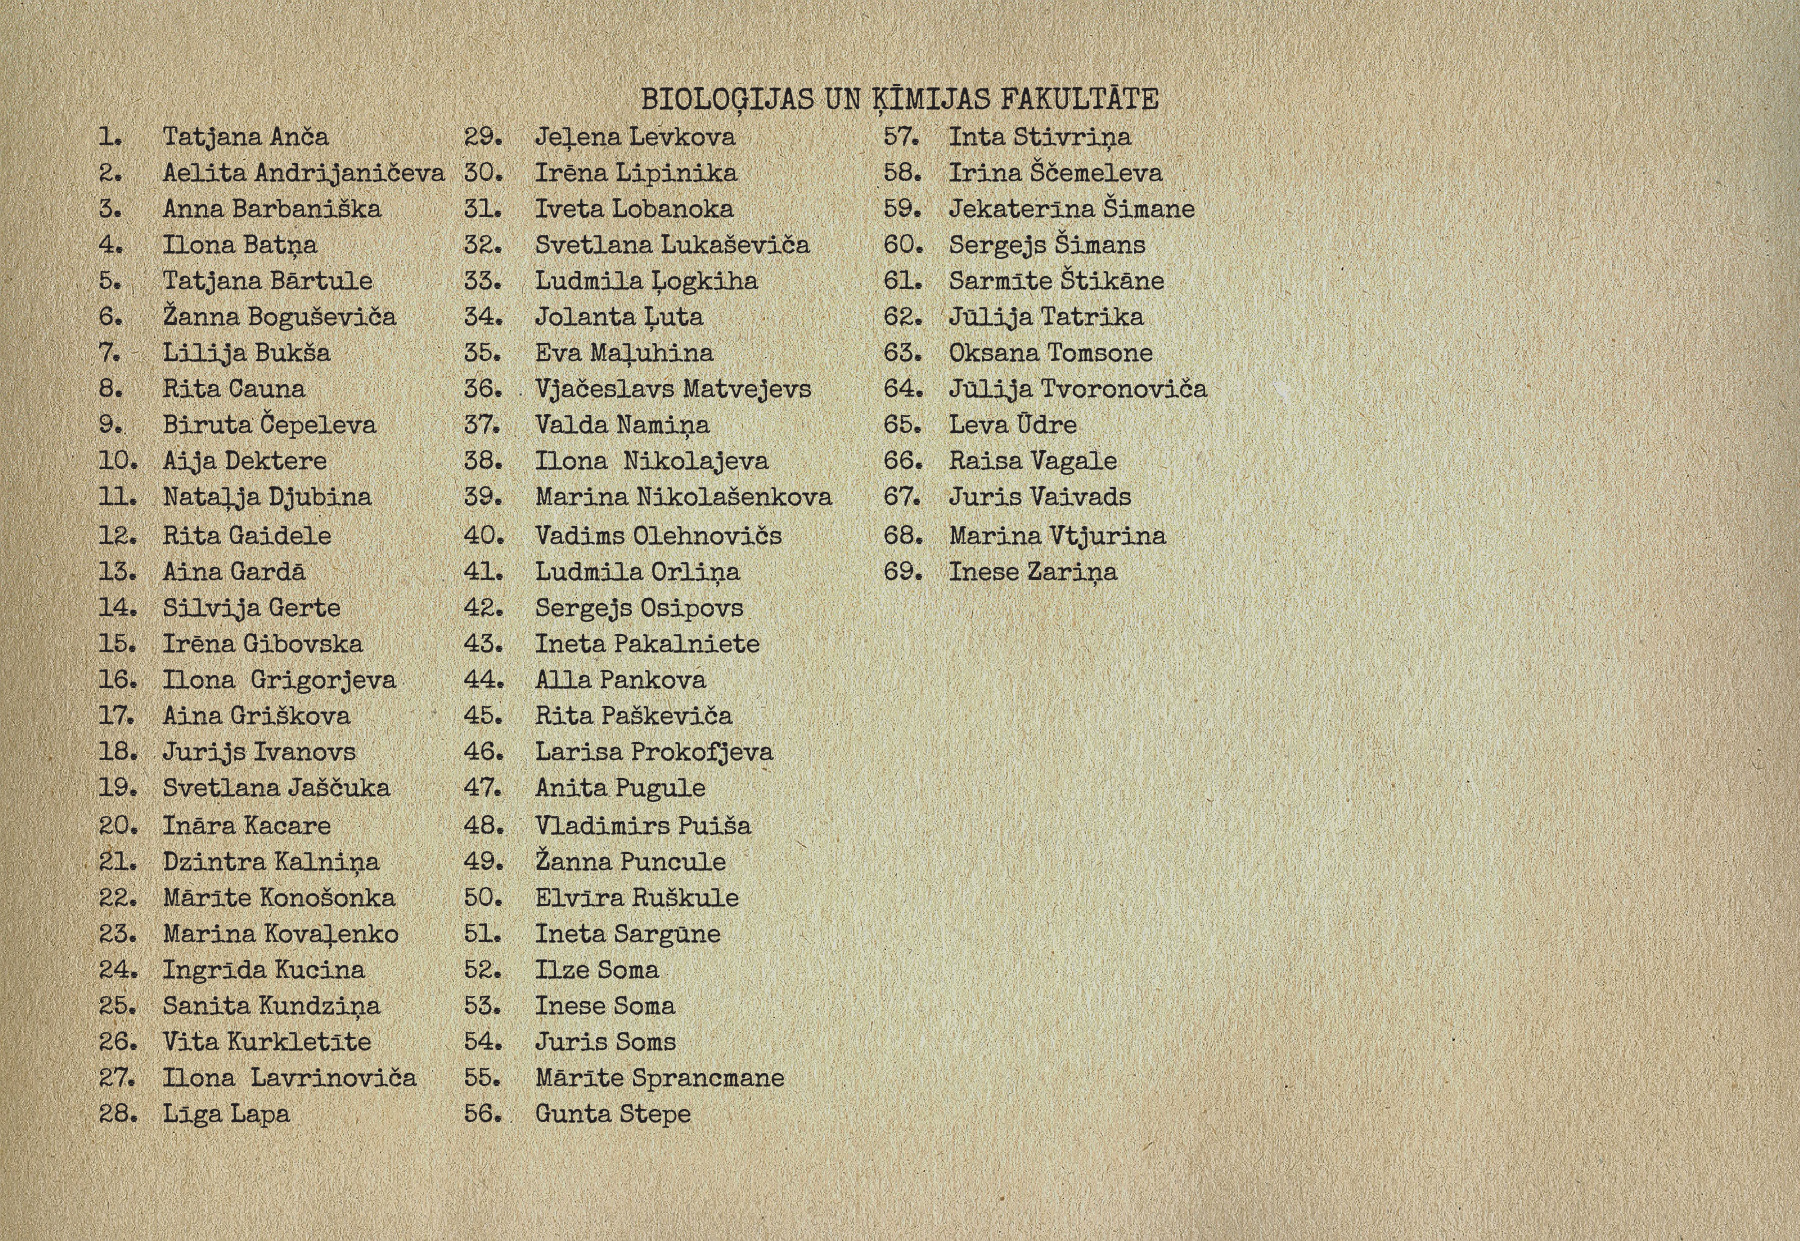 BIOLOĢIJAS UN ĶĪMIJAS FAKULTĀTE
1. Tatjana Anča
2. Aelita Andrijaničeva
3. Anna Barbaniška
4. Ilona Batņa
5. Tatjana Bārtule
6. Žanna Boguševiča
7. Lilija Bukša
8. Rita Cauna
9. Biruta Čepeleva
10. Aija Dektere
11. Nataļja Djubina
12. Rita Gaidele
13. Aina Gardā
14. Silvija Gerte
15. Irēna Gibovska
16. Ilona Grigorjeva
17. Aina Griškova
18. Jurijs Ivanovs
19. Svetlana Jaščuka
20. Ināra Kacare
21. Dzintra Kalniņa
22. Mārīte Konošonka
23. Marina Kovaļenko
24. Ingrīda Kucina
25. Sanita Kundziņa
26. Vita Kurkletīte
27. Ilona Lavrinoviča
28. Līga Lapa
29. Jeļena Levkova
30. Irēna Lipinika
31. Iveta Lobanoka
32. Svetlana Lukaševiča
33. Ludmila Ļogkiha
34. Jolanta Ļuta
35. Eva Maļuhina
36. Vjačeslavs Matvejevs
37. Valda Namiņa
38. Ilona Nikolajeva
39. Marina Nikolašenkova
40. Vadims Olehnovičs
41. Ludmila Orliņa
42. Sergejs Osipovs
43. Ineta Pakalniete
44. Alla Pankova
45. Rita Paškeviča
46. Larisa Prokofjeva
47. Anita Pugule
48. Vladimirs Puiša
49. Žanna Puncule
50. Elvīra Ruškule
51. Ineta Sargūne
52. Ilze Soma
53. Inese Soma
54. Juris Soms
55. Mārīte Sprancmane
56. Gunta Stepe
57. Inta Stivriņa
58. Irina Ščemeleva
59. Jekaterīna Šimane
60. Sergejs Šimans
61. Sarmīte Štikāne
62. Jūlija Tatrika
63. Oksana Tomsone
64. Jūlija Tvoronoviča
65. Leva Ūdre
66. Raisa Vagale
67. Juris Vaivads
68. Marina Vtjurina
69. Inese Zariņa